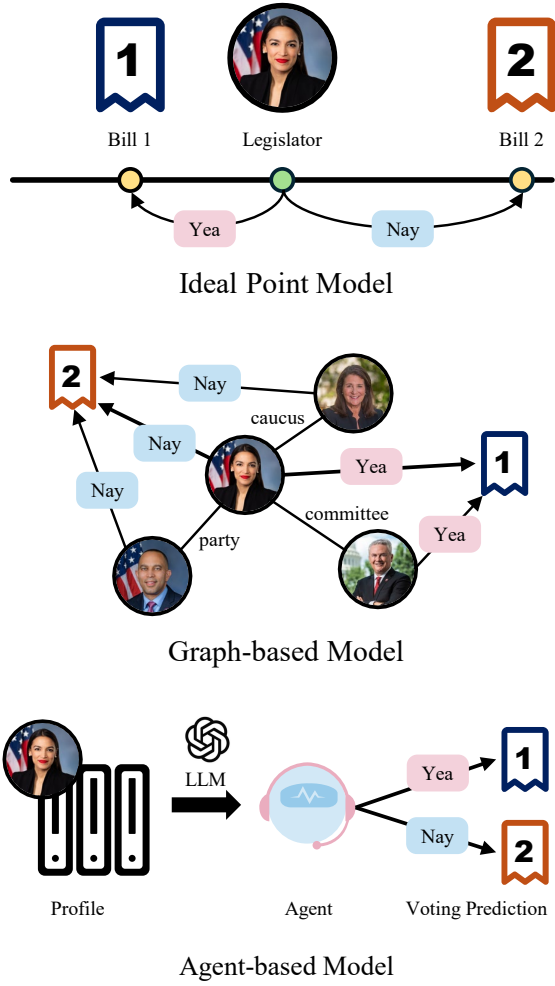 1
2
Bill 1
Legislator
Bill 2
Yea
Nay
Ideal Point Model
2
Nay
caucus
Nay
Yea
1
Nay
committee
Yea
party
Graph-based Model
LLM
Yea
1
Nay
2
Profile
Agent
Voting Prediction
Agent-based Model